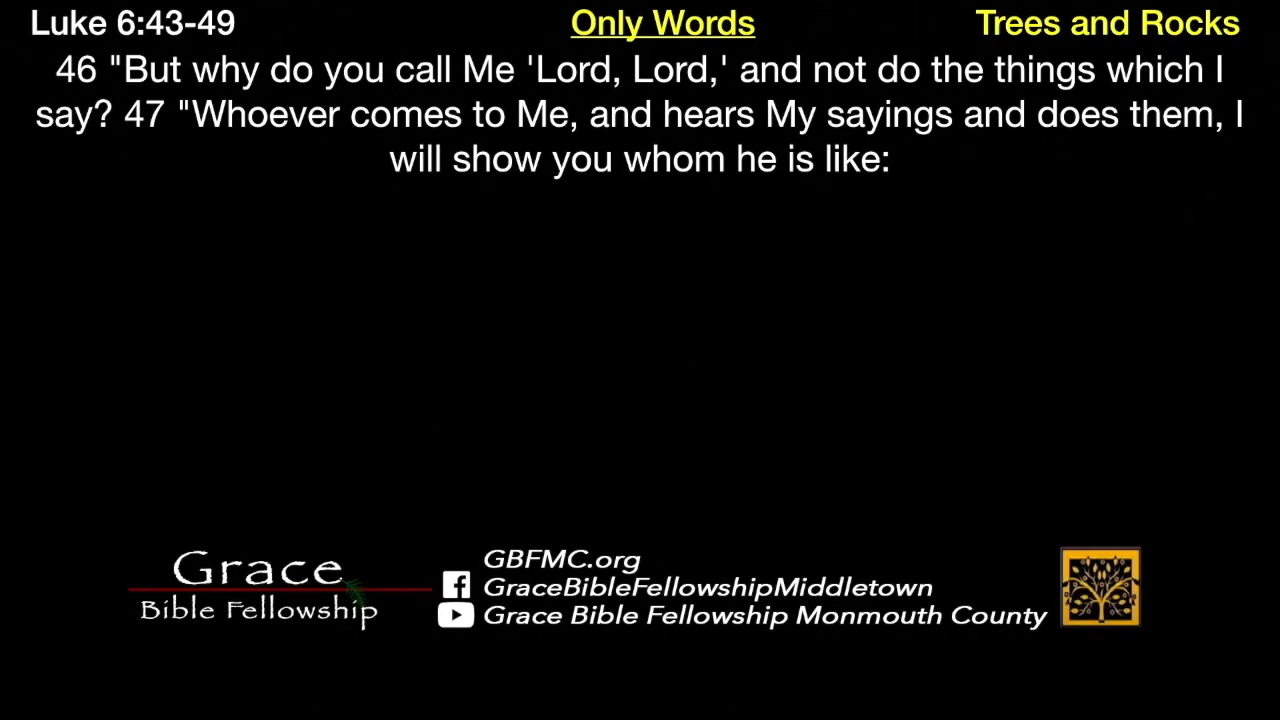 Luke 6:43-49 Only Words Trees and Rocks
46 "But why do you call Me 'Lord, Lord,' and not do the things which I
say? 47 "Whoever comes to Me, and hears My sayings and does them, I
will show you whom he is like:
Grace
Bible Fellowship
GBFMC.org
GraceBibleFellowshipMiddletown
Grace Bible Fellowship Monmouth County